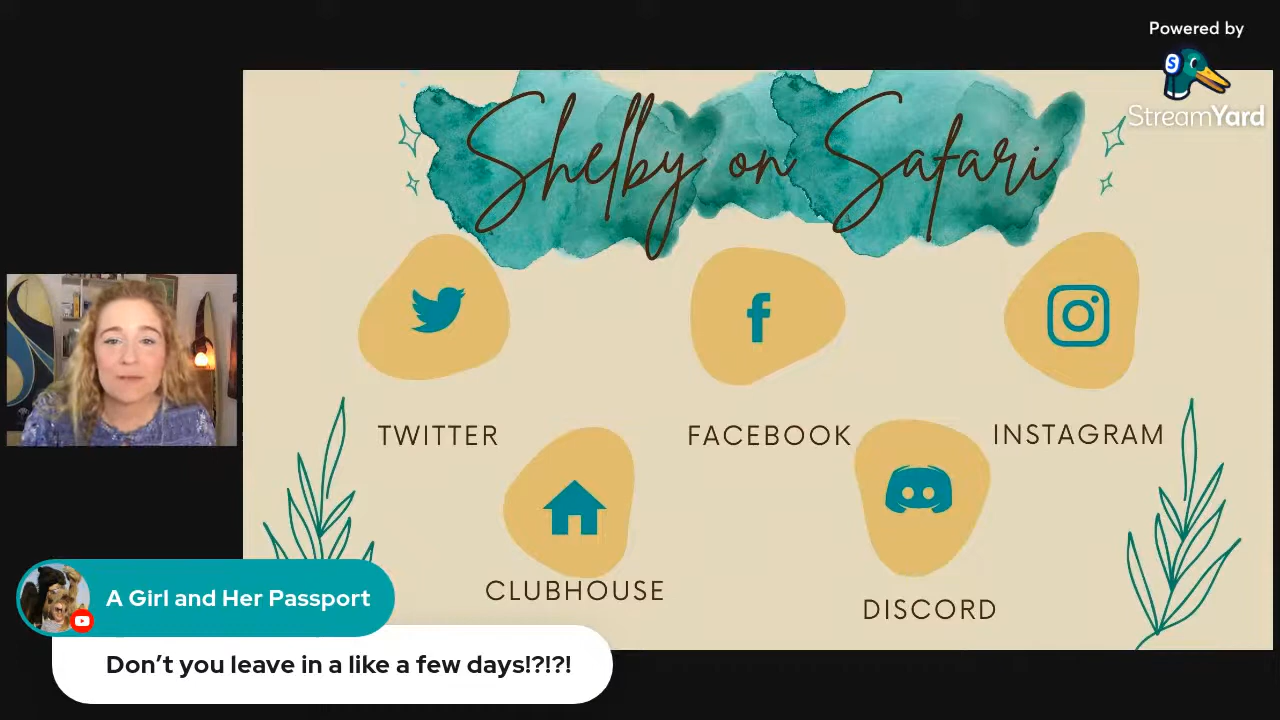 Powered by
StreamYard
Shelby on Safari
TWITTER
FACEBOOK
INSTAGRAM
CLUBHOUSE
DISCORD
A Girl and Her Passport
Don’t you leave in a like a few days!?!?!